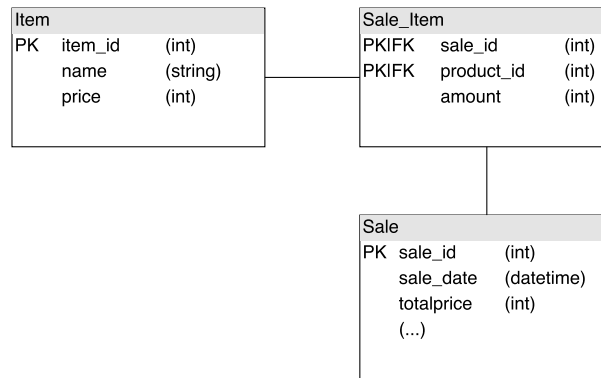 Item
PK item_id (int)
name (string)
price (int)
Sale_Item
PK|FK sale_id (int)
PK|FK product_id (int)
amount (int)
Sale
PK sale_id (int)
sale_date (datetime)
totalprice (int)
(...)